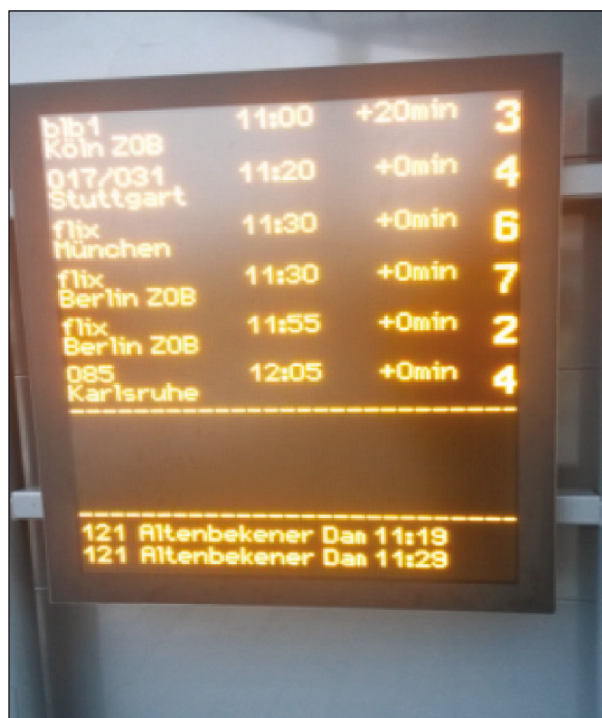 blb1 11:00 +20min 3
Köln ZOB
017/031 11:20 +0min 4
Stuttgart
flix 11:30 +0min 6
München
flix 11:30 +0min 7
Berlin ZOB
flix 11:55 +0min 2
Berlin ZOB
085 12:05 +0min 4
Karlsruhe
121 Altenbekener Dam 11:19
121 Altenbekener Dam 11:29